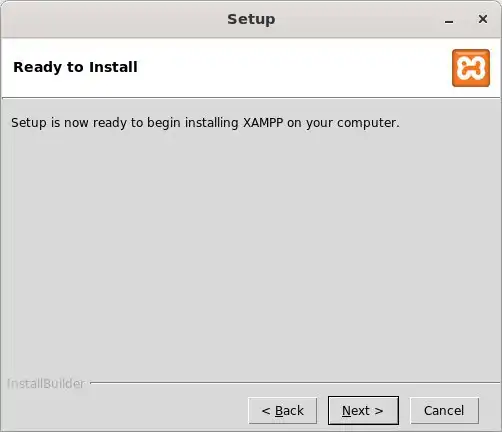 Setup
Ready to Install
Setup is now ready to begin installing XAMPP on your computer.
InstallBuilder
< Back
Next >
Cancel